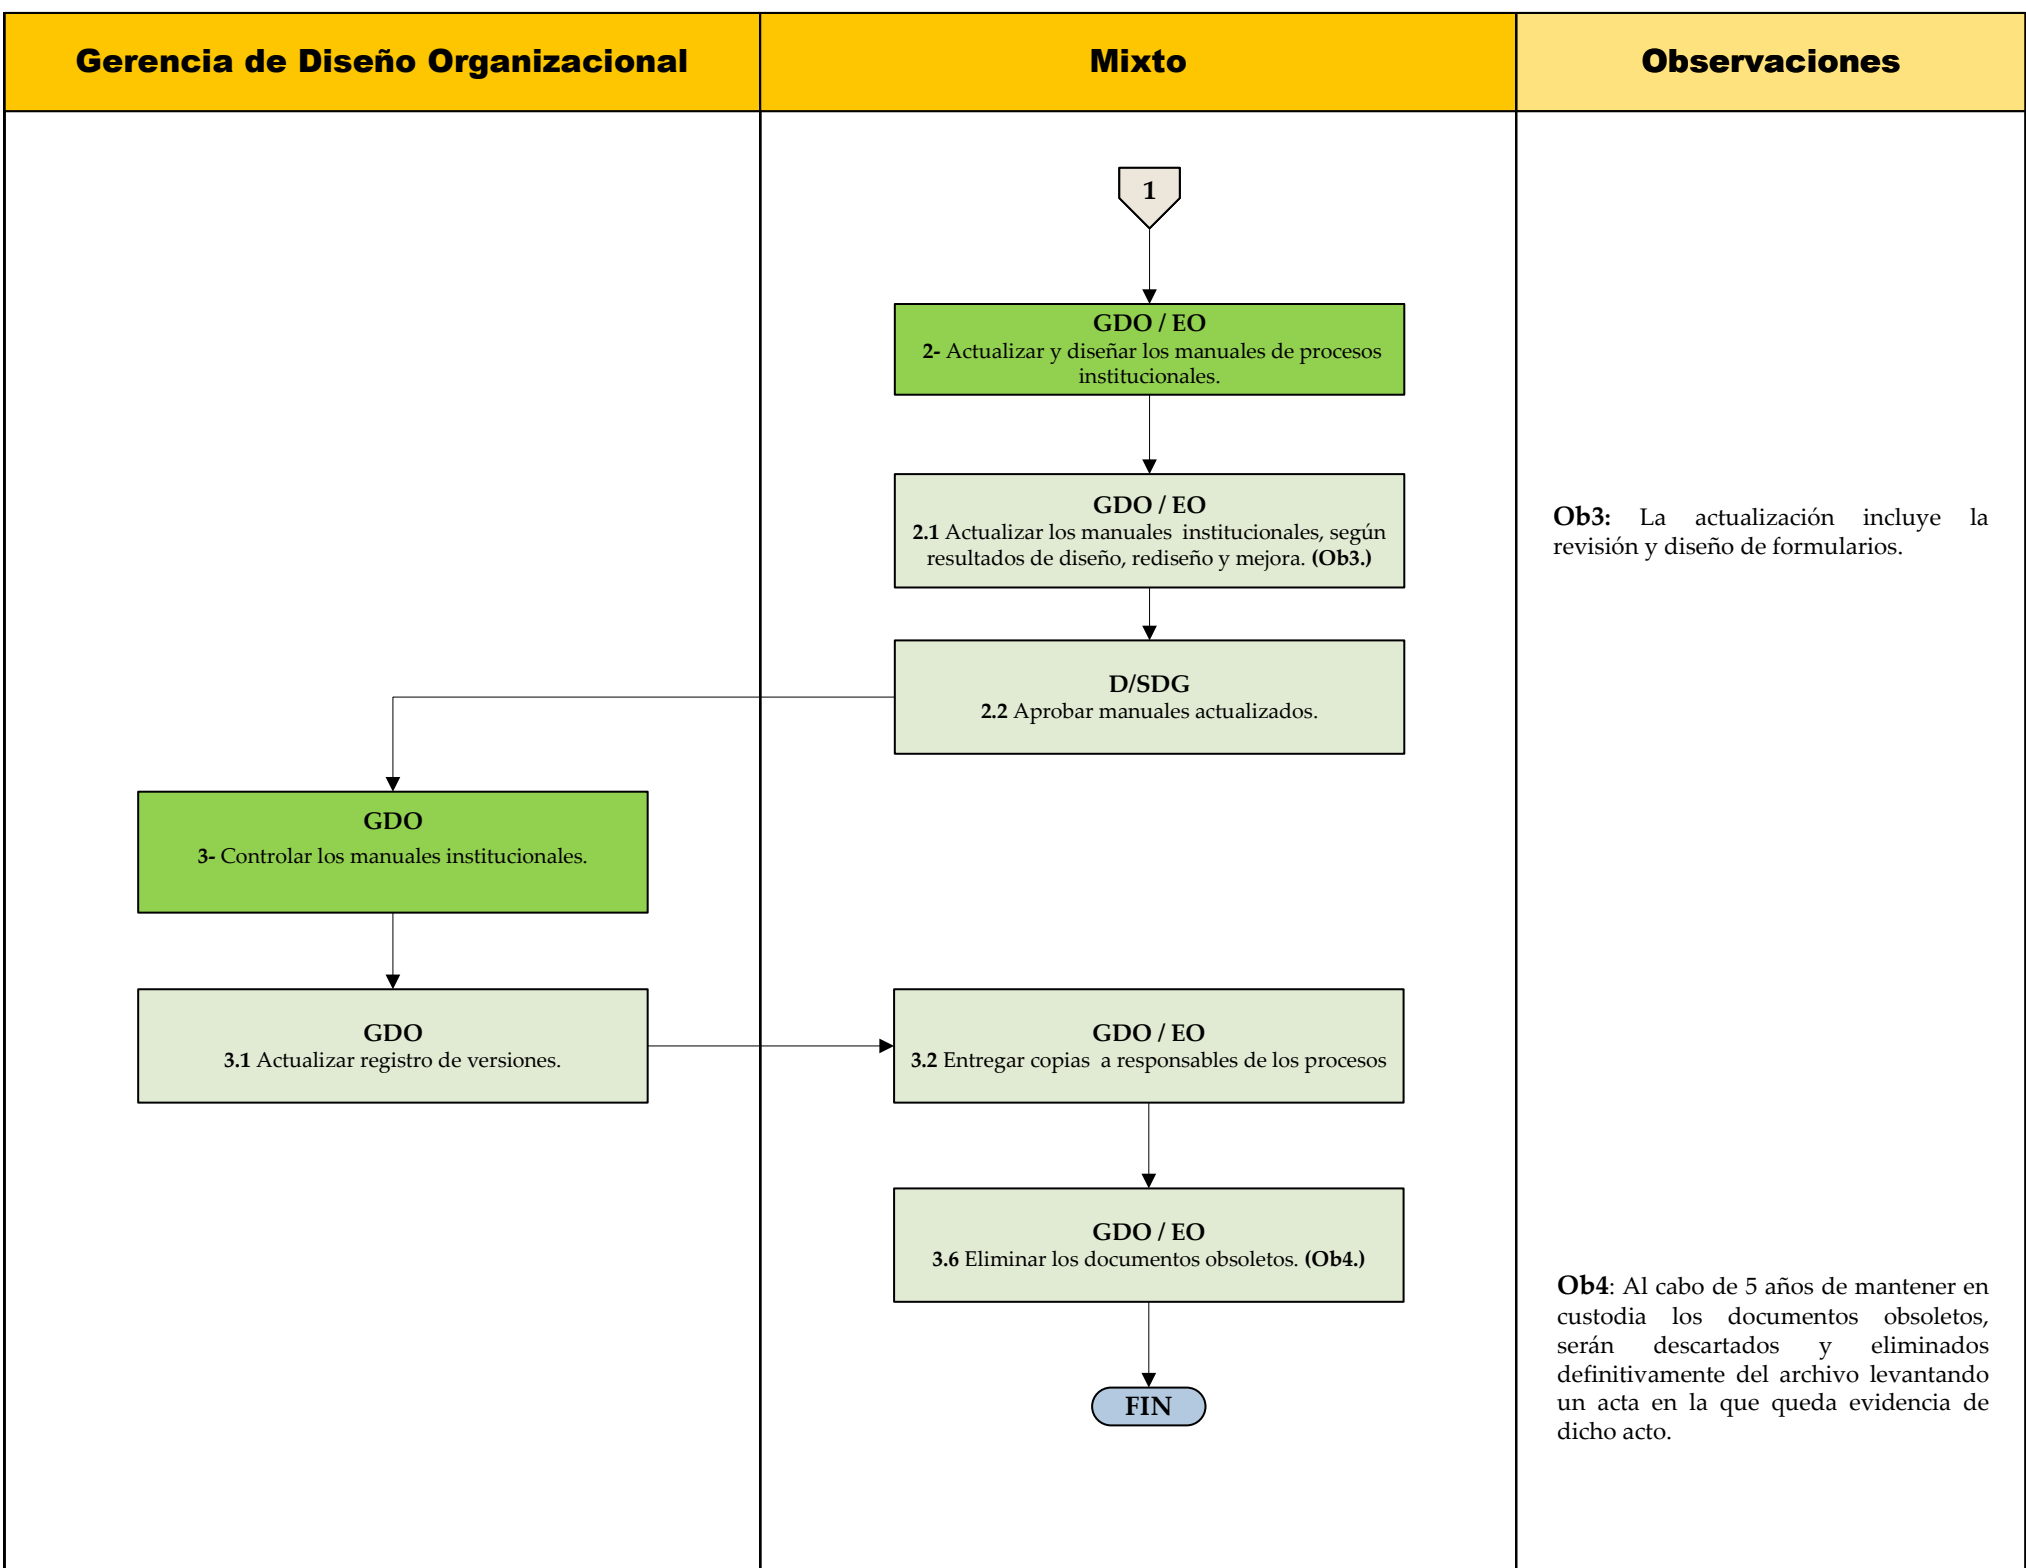 Gerencia de Diseño Organizacional
Mixto
Observaciones
1
GDO / EO
2- Actualizar y diseñar los manuales de procesos
institucionales.
GDO / EO
2.1 Actualizar los manuales institucionales, según
resultados de diseño, rediseño y mejora. (Ob3.)
Ob3: La actualización incluye la
revisión y diseño de formularios.
D/SDG
2.2 Aprobar manuales actualizados.
GDO
3- Controlar los manuales institucionales.
GDO
3.1 Actualizar registro de versiones.
GDO / EO
3.2 Entregar copias a responsables de los procesos
GDO / EO
3.6 Eliminar los documentos obsoletos. (Ob4.)
Ob4: Al cabo de 5 años de mantener en
custodia los documentos obsoletos,
serán descartados y eliminados
definitivamente del archivo levantando
un acta en la que queda evidencia de
dicho acto.
FIN